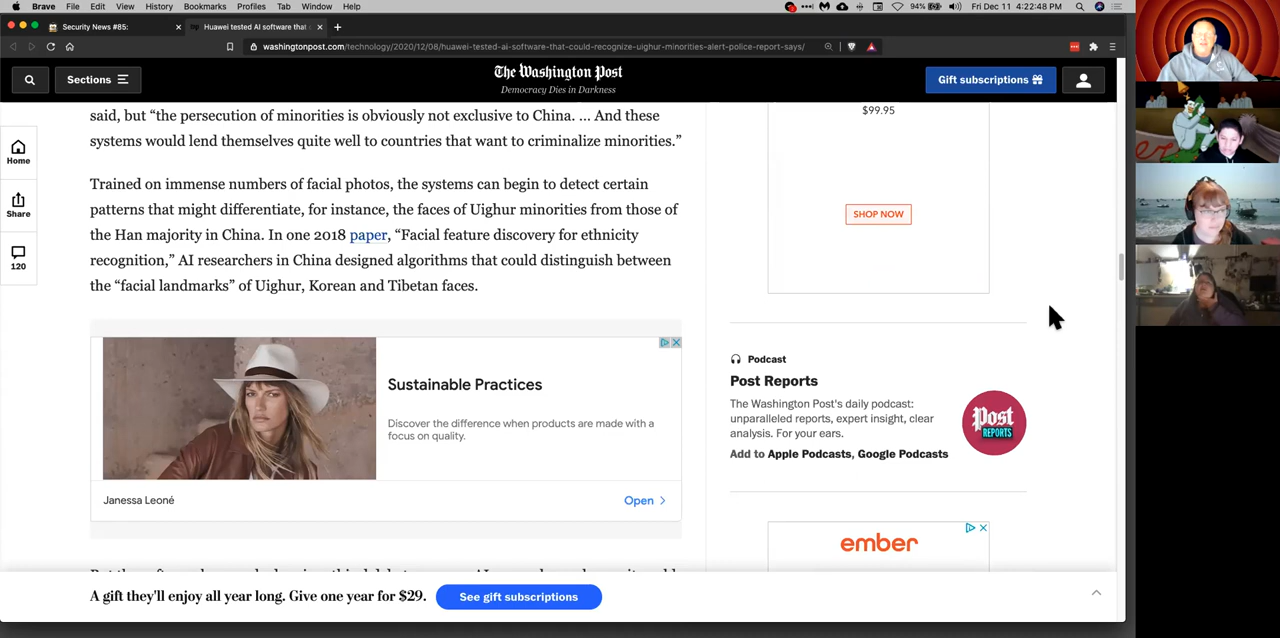 Brave File Edit View History Bookmarks Profiles Tab Window Help
94% Fri Dec 11 4:22:48 PM
Security News #85:
Huawei tested AI software that
washingtonpost.com/technology/2020/12/08/huawei-tested-ai-software-that-could-recognize-uighur-minorities-alert-police-report-says/
Sections
The Washington Post
Democracy Dies in Darkness
Gift subscriptions
Home
Share
120
said, but “the persecution of minorities is obviously not exclusive to China. ... And these
systems would lend themselves quite well to countries that want to criminalize minorities.”
Trained on immense numbers of facial photos, the systems can begin to detect certain
patterns that might differentiate, for instance, the faces of Uighur minorities from those of
the Han majority in China. In one 2018 paper, “Facial feature discovery for ethnicity
recognition,” AI researchers in China designed algorithms that could distinguish between
the “facial landmarks” of Uighur, Korean and Tibetan faces.
Sustainable Practices
Discover the difference when products are made with a
focus on quality.
Janessa Leoné
Open
$99.95
SHOP NOW
Podcast
Post Reports
The Washington Post's daily podcast:
unparalleled reports, expert insight, clear
analysis. For your ears.
Add to Apple Podcasts, Google Podcasts
Post
REPORTS
ember
A gift they'll enjoy all year long. Give one year for $29.
See gift subscriptions